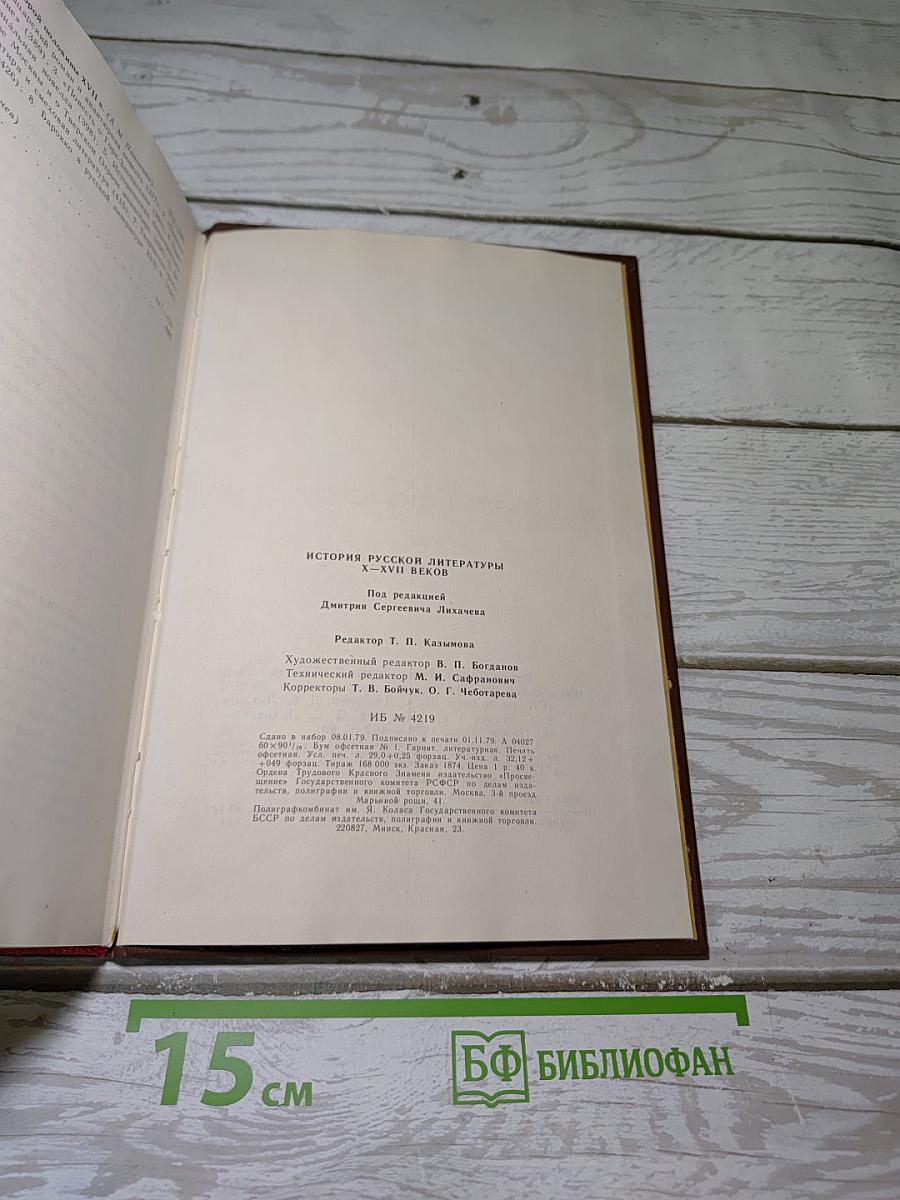 ИСТОРИЯ РУССКОЙ ЛИТЕРАТУРЫ
X—XVII ВЕКОВ
Под редакцией
Дмитрия Сергеевича Лихачева
Редактор Т. П. Казымова
Художественный редактор В. П. Богданов
Технический редактор М. И. Сафранович
Корректоры Т. В. Бойчук, О. Г. Чеботарева
ИБ № 4219
Сдано в набор 08.01.79. Подписано к печати 01.11.79. А 04027
60×90 1/16. Бум офсетная № 1. Гарнит. литературная. Печать
офсетная. Усл. печ. л. 29,0+0,25 форзац. Уч.-изд. л. 32,12+
+049 форзац. Тираж 168 000 экз. Заказ 1874. Цена 1 р. 40 к.
Ордена Трудового Красного Знамени издательство «Просве-
щение» Государственного комитета РСФСР по делам изда-
тельств, полиграфии и книжной торговли. Москва, 3-й проезд
Марьиной рощи, 41.
Полиграфкомбинат им. Я. Коласа Государственного комитета
БССР по делам издательств, полиграфии и книжной торговли.
220827, Минск, Красная, 23.
15 см
БФ БИБЛИОФАН